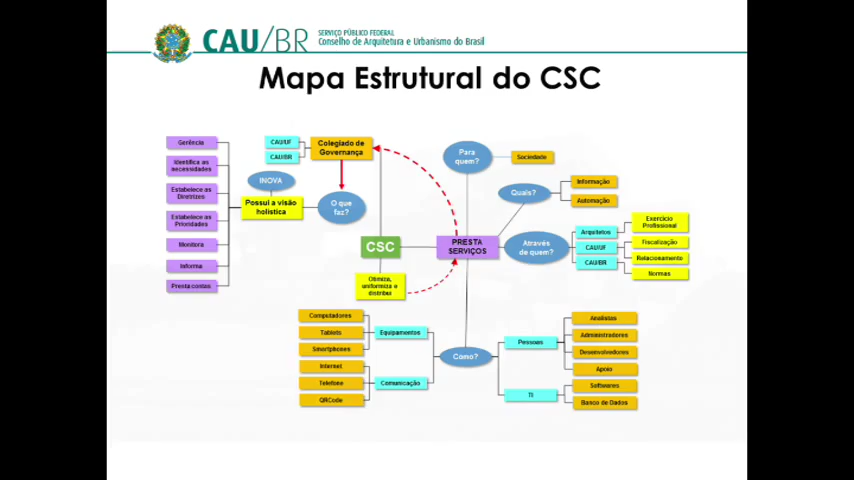 CAU/BR
SERVIÇO PÚBLICO FEDERAL
Conselho de Arquitetura e Urbanismo do Brasil
Mapa Estrutural do CSC
Gerência
Identifica as
necessidades
Estabelece as
Diretrizes
Estabelece as
Prioridades
Monitora
Informa
Presta contas
CAU/UF
CAU/BR
Colegiado de
Governança
INOVA
Possui a visão
holística
O que
faz?
CSC
Otimiza,
uniformiza e
distribui
PRESTA
SERVIÇOS
Para
quem?
Sociedade
Quais?
Informação
Automação
Através
de quem?
Arquitetos
CAU/UF
CAU/BR
Exercício
Profissional
Fiscalização
Relacionamento
Normas
Como?
Equipamentos
Computadores
Tablets
Smartphones
Comunicação
Internet
Telefone
QRCode
Pessoas
Analistas
Administradores
Desenvolvedores
Apoio
TI
Softwares
Banco de Dados